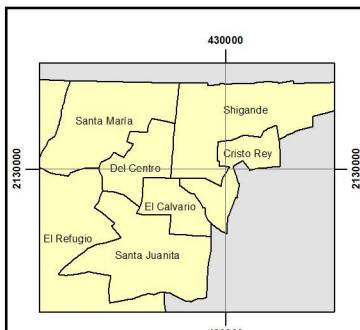 430000
Shigande
Santa María
Cristo Rey
2130000
Del Centro
2130000
El Calvario
El Refugio
Santa Juanita